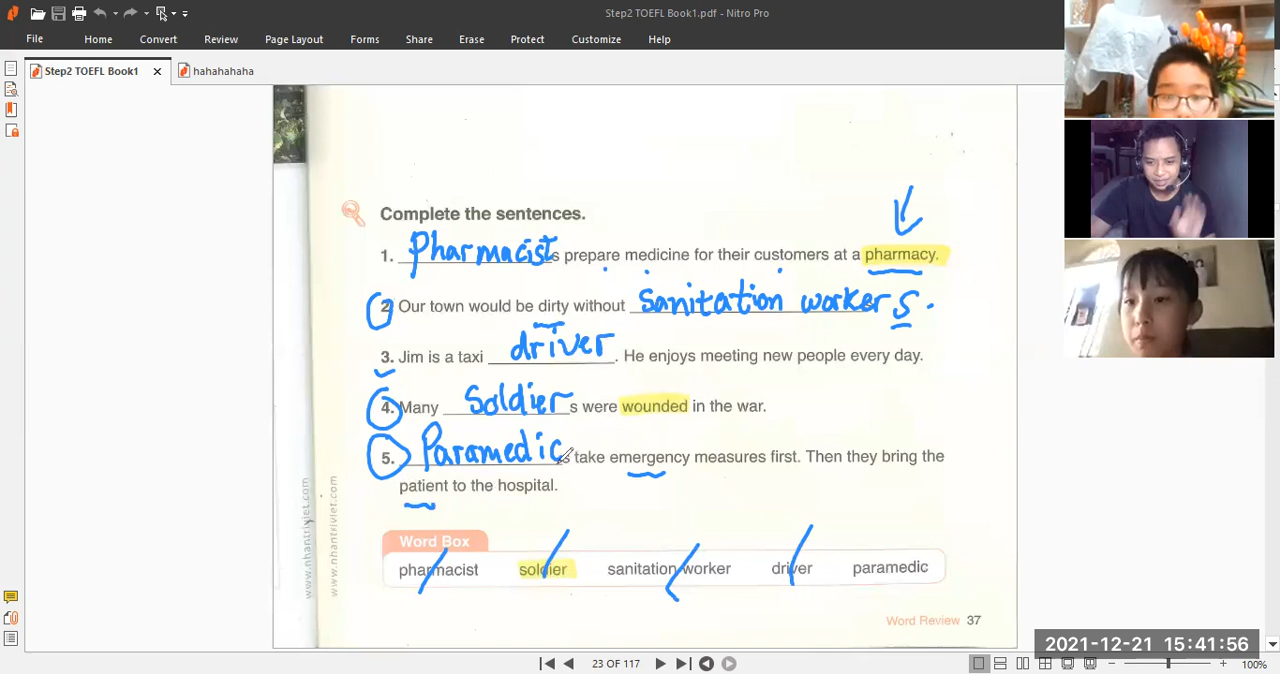 Step2 TOEFL Book1.pdf - Nitro Pro
File Home Convert Review Page Layout Forms Share Erase Protect Customize Help
Step2 TOEFL Book1 hahahahaha
Complete the sentences.
1. Pharmacists prepare medicine for their customers at a pharmacy.
2. Our town would be dirty without sanitation workers.
3. Jim is a taxi driver. He enjoys meeting new people every day.
4. Many Soldiers were wounded in the war.
5. Paramedics take emergency measures first. Then they bring the
patient to the hospital.
www.nhantriviet.com
www.nhantriviet.com
Word Box
pharmacist soldier sanitation worker driver paramedic
Word Review 37
2021-12-21 15:41:56
23 OF 117
100%